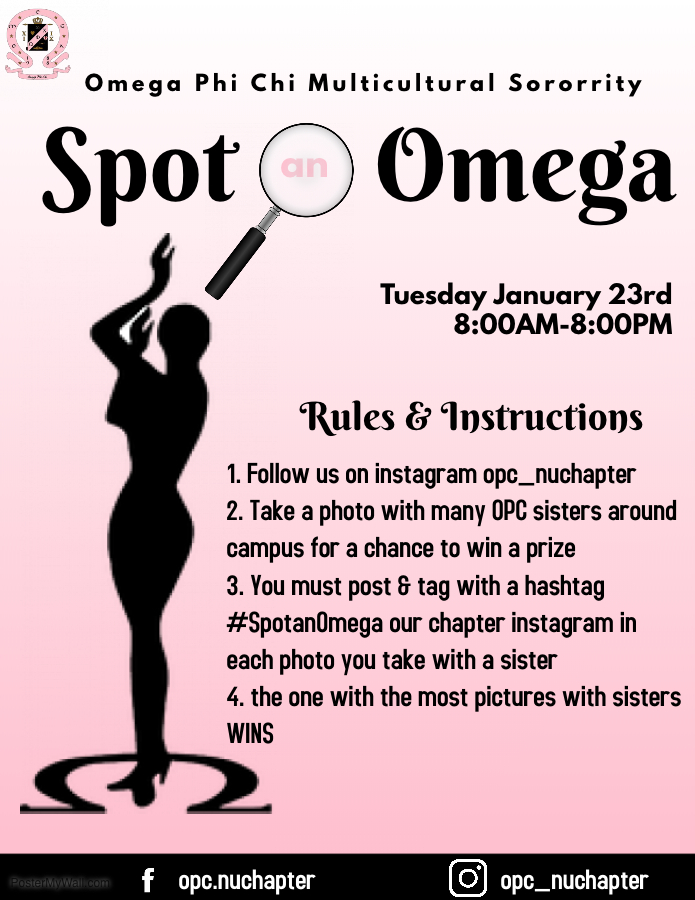 Omega Phi Chi Multicultural Sororrity
Spot an Omega
Tuesday January 23rd
8:00AM-8:00PM
Rules & Instructions
1. Follow us on instagram opc_nuchapter
2. Take a photo with many OPC sisters around
campus for a chance to win a prize
3. You must post & tag with a hashtag
#SpotanOmega our chapter instagram in
each photo you take with a sister
4. the one with the most pictures with sisters
WINS
PosterMyWall.com
opc.nuchapter
opc_nuchapter